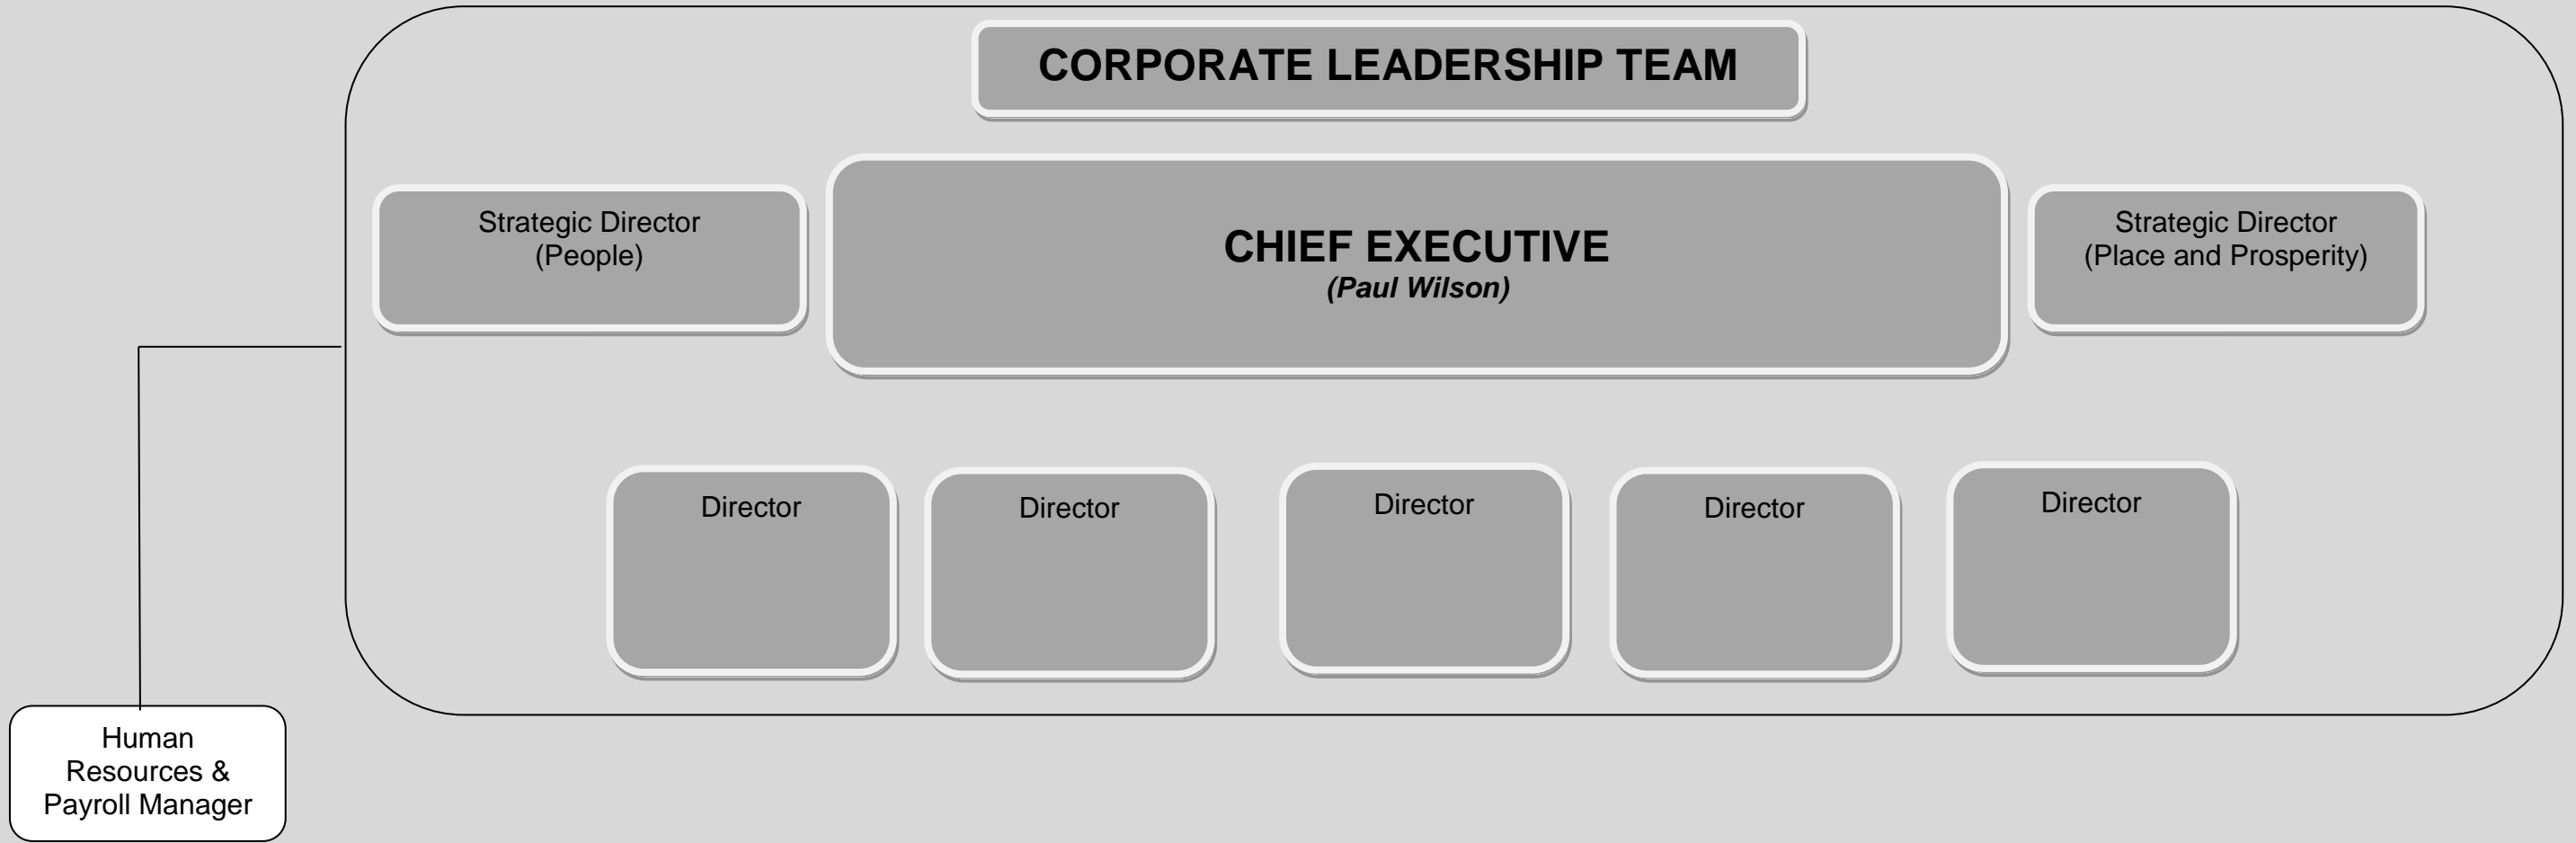 CORPORATE LEADERSHIP TEAM
Strategic Director
(People)
CHIEF EXECUTIVE
(Paul Wilson)
Strategic Director
(Place and Prosperity)
Director
Director
Director
Director
Director
Human
Resources &
Payroll Manager